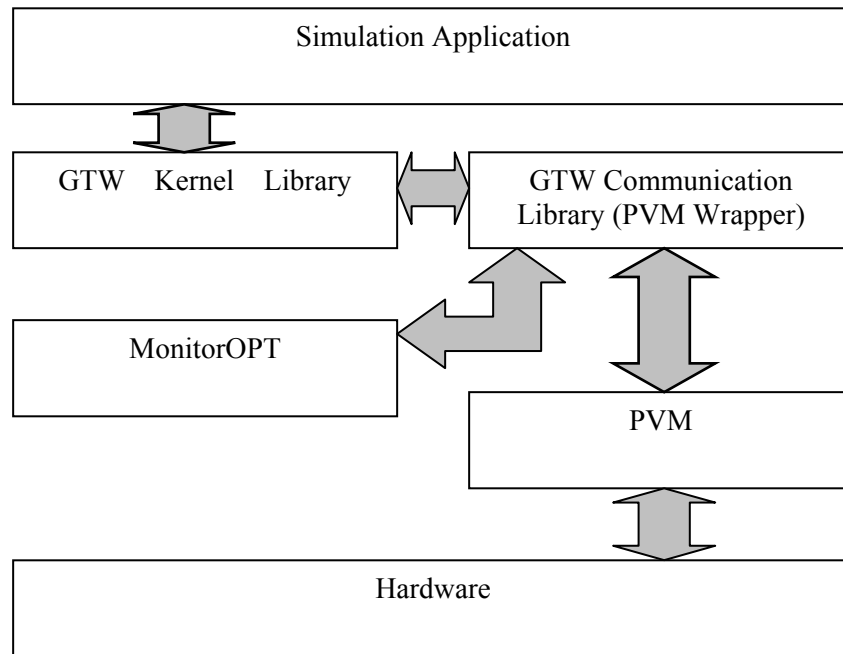 Simulation Application
GTW Kernel Library
GTW Communication
Library (PVM Wrapper)
MonitorOPT
PVM
Hardware